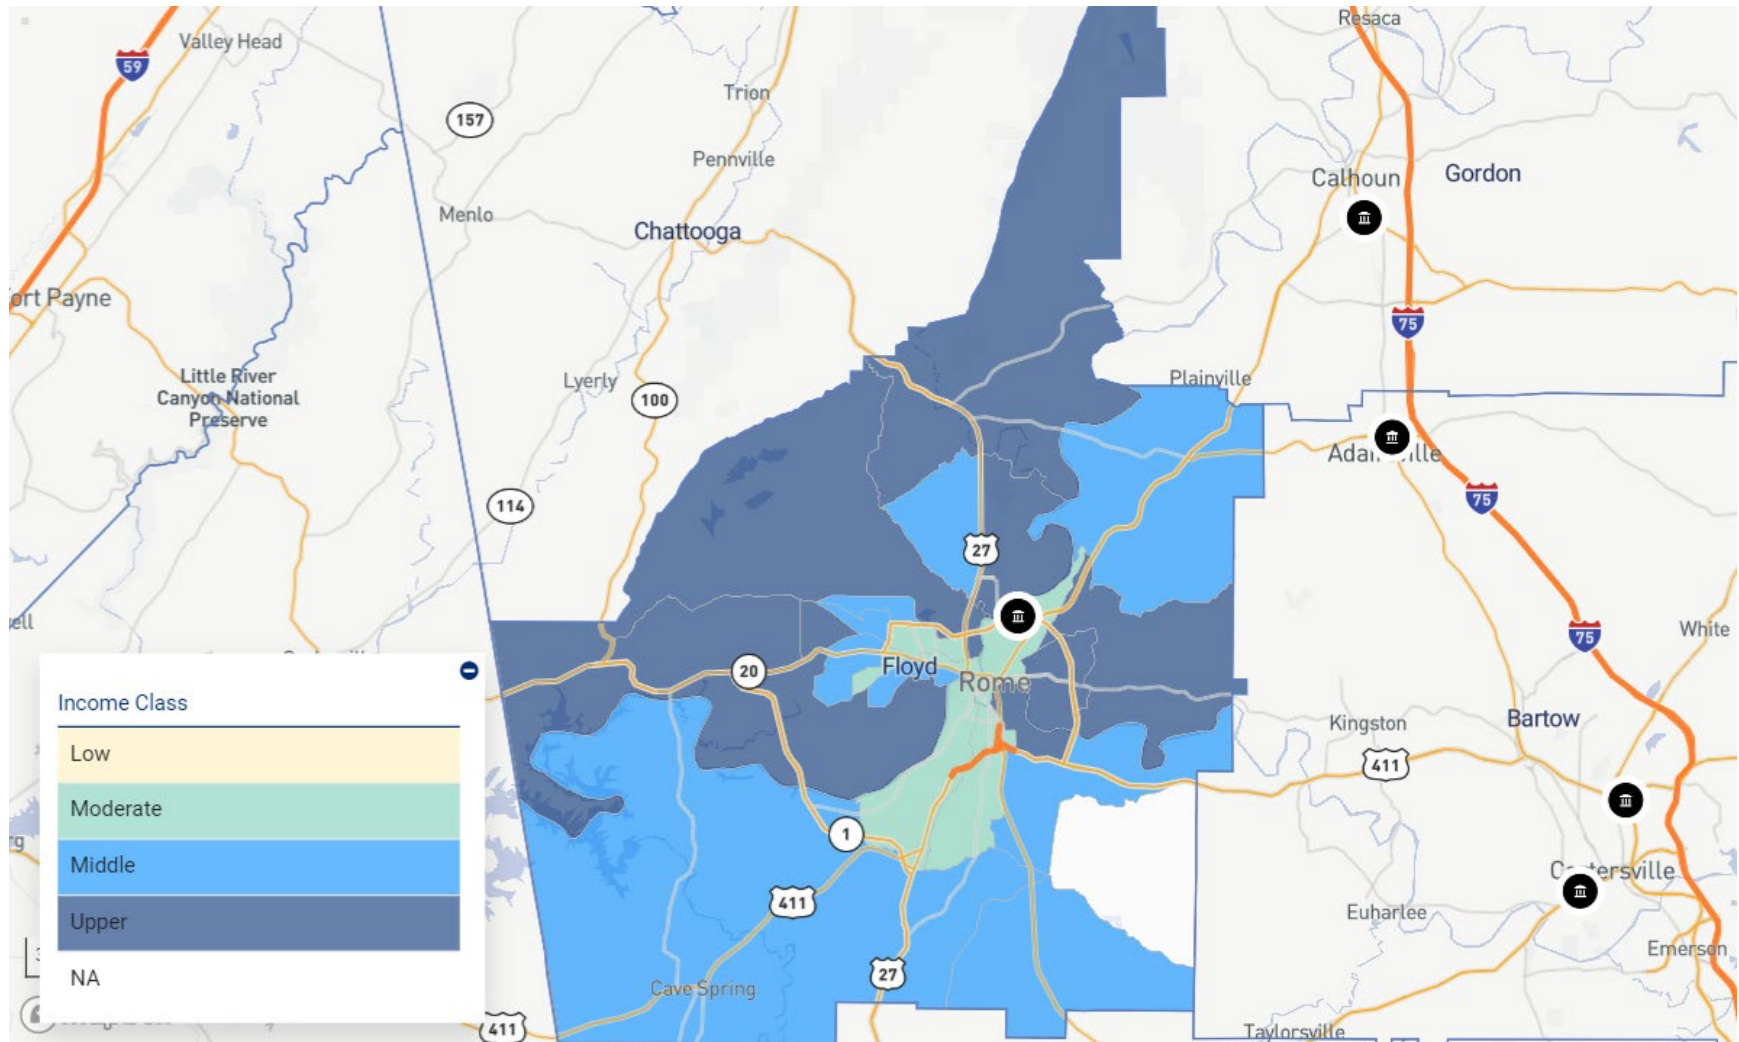 Resaca
Valley Head
59
Trion
157
Pennville
Calhoun
Gordon
Menlo
Chattooga
ort Payne
75
Little River
Canyon National
Preserve
Lyerly
Plainville
100
114
75
27
ell
White
75
20
Floyd
Rome
Income Class
Low
Moderate
Middle
Upper
NA
Kingston
Bartow
411
1
411
Euharlee
Emerson
27
Cave Spring
411
Taylorsville